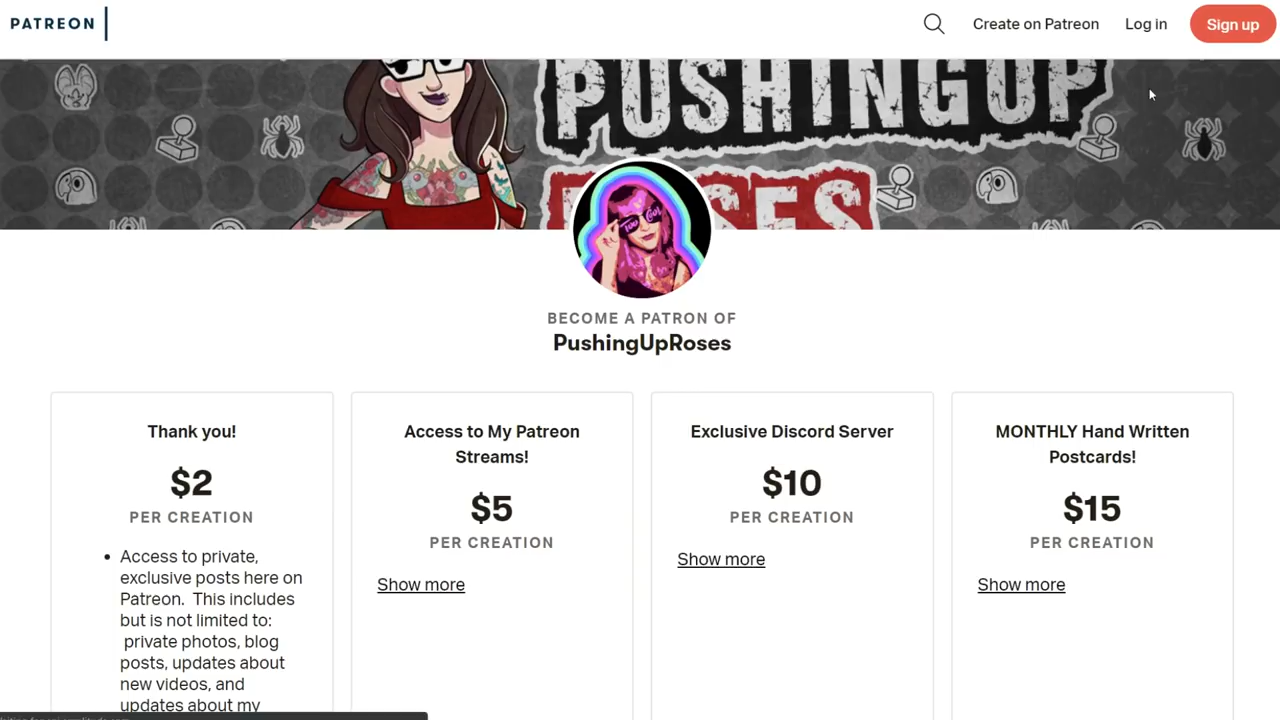 PATREON
Create on Patreon
Log in
Sign up
PUSHINGUP
ROSES
TOO COOL
BECOME A PATRON OF
PushingUpRoses
Thank you!
$2
PER CREATION
• Access to private,
exclusive posts here on
Patreon. This includes
but is not limited to:
private photos, blog
posts, updates about
new videos, and
updates about my
Access to My Patreon
Streams!
$5
PER CREATION
Show more
Exclusive Discord Server
$10
PER CREATION
Show more
MONTHLY Hand Written
Postcards!
$15
PER CREATION
Show more